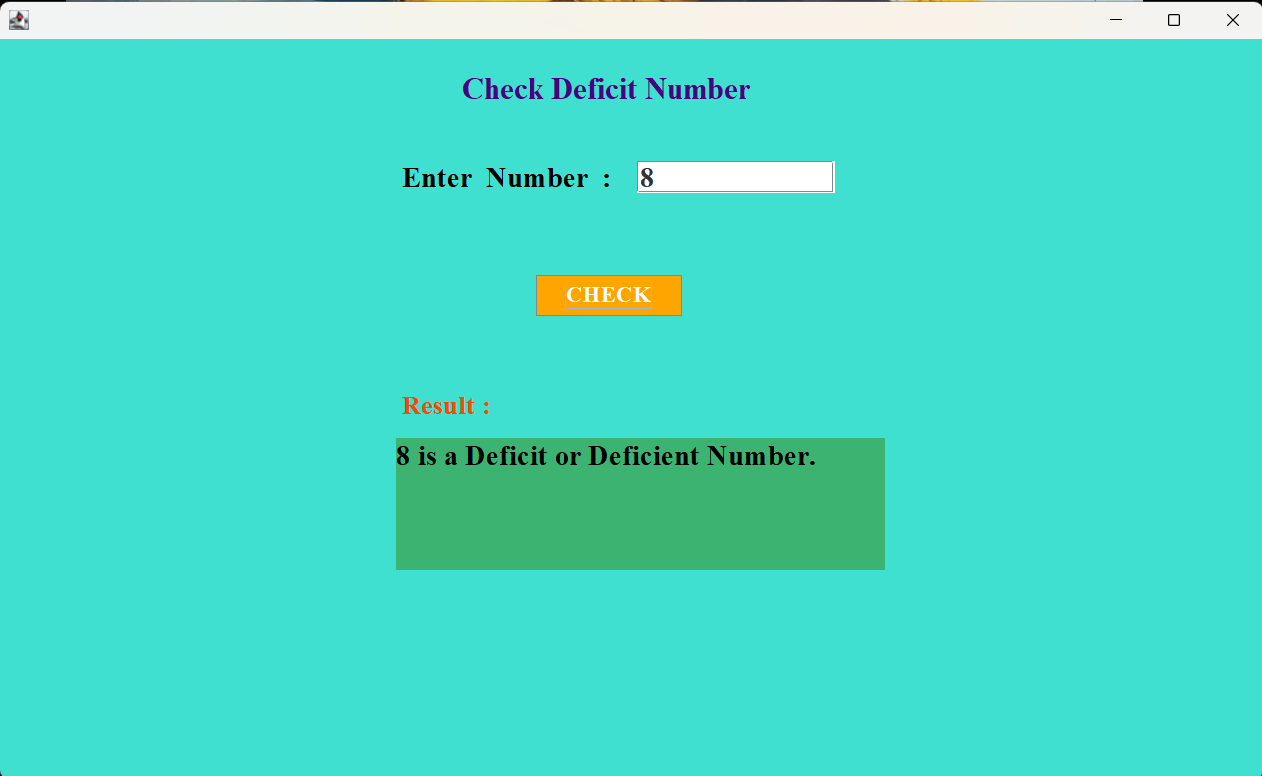 Check Deficit Number
Enter Number : 8
CHECK
Result :
8 is a Deficit or Deficient Number.